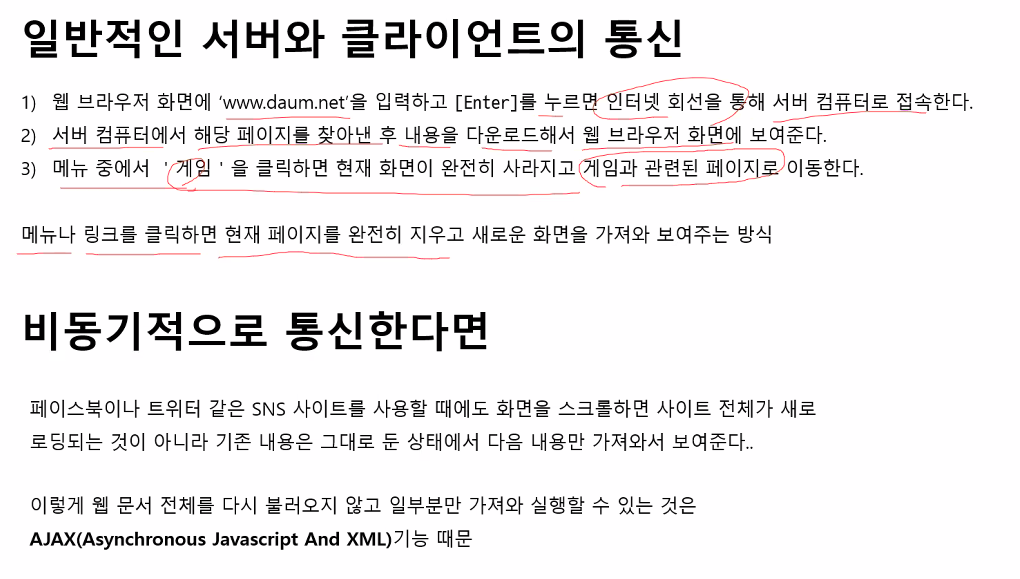 일반적인 서버와 클라이언트의 통신
1) 웹 브라우저 화면에 ‘www.daum.net’을 입력하고 [Enter]를 누르면 인터넷 회선을 통해 서버 컴퓨터로 접속한다.
2) 서버 컴퓨터에서 해당 페이지를 찾아낸 후 내용을 다운로드해서 웹 브라우저 화면에 보여준다.
3) 메뉴 중에서 ' 게임 ' 을 클릭하면 현재 화면이 완전히 사라지고 게임과 관련된 페이지로 이동한다.
메뉴나 링크를 클릭하면 현재 페이지를 완전히 지우고 새로운 화면을 가져와 보여주는 방식
비동기적으로 통신한다면
페이스북이나 트위터 같은 SNS 사이트를 사용할 때에도 화면을 스크롤하면 사이트 전체가 새로
로딩되는 것이 아니라 기존 내용은 그대로 둔 상태에서 다음 내용만 가져와서 보여준다..
이렇게 웹 문서 전체를 다시 불러오지 않고 일부분만 가져와 실행할 수 있는 것은
AJAX(Asynchronous Javascript And XML)기능 때문